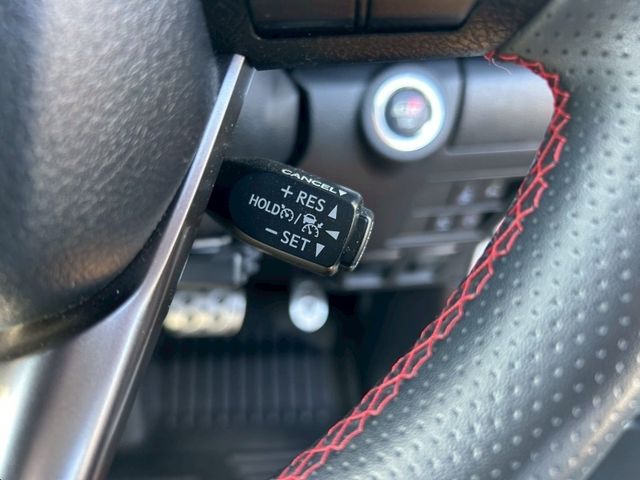 CANCEL
+ RES
HOLD /
− SET